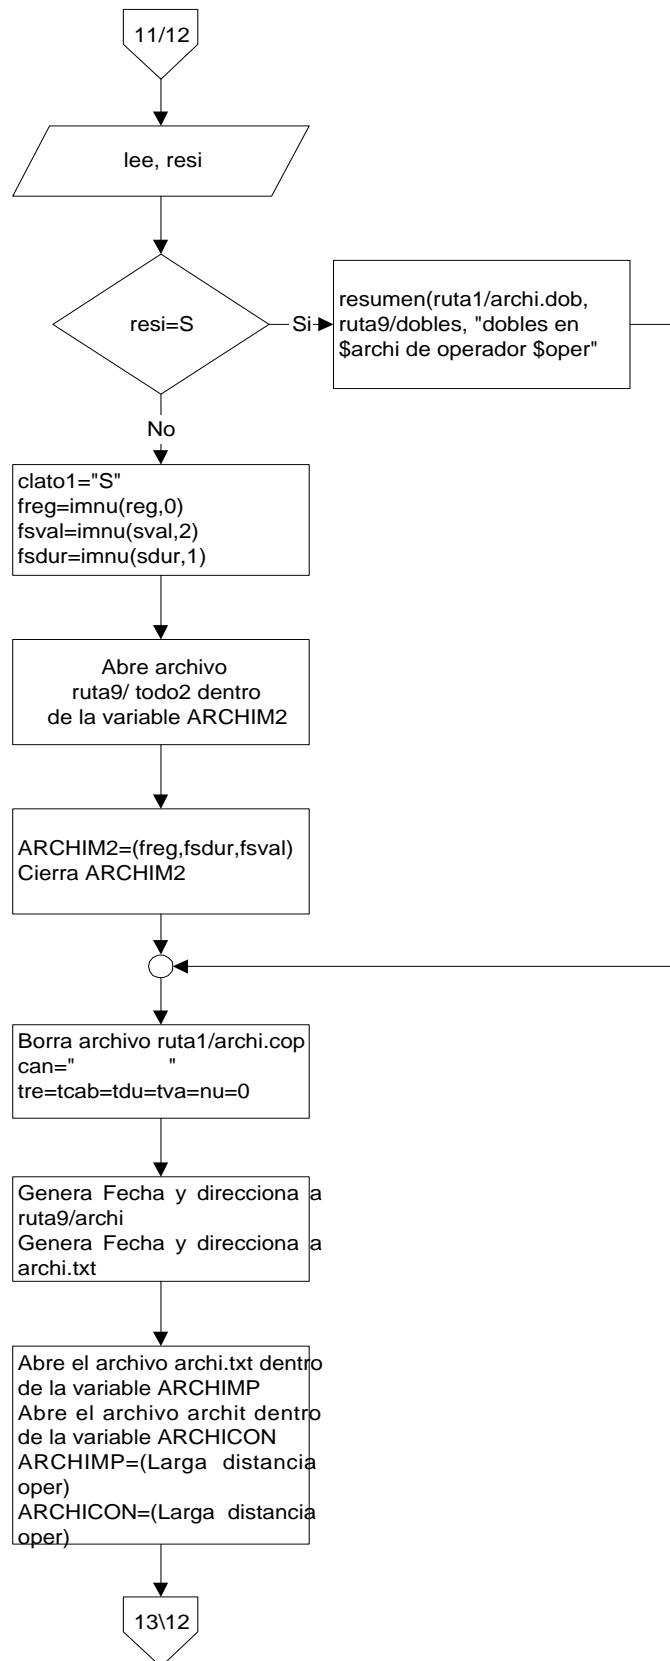 11/12
lee, resi
resi=S
Si
resumen(ruta1/archi.dob,
ruta9/dobles, "dobles en
$archi de operador $oper"
No
clato1="S"
freg=imnu(reg,0)
fsval=imnu(sval,2)
fsdur=imnu(sdur,1)
Abre archivo
ruta9/ todo2 dentro
de la variable ARCHIM2
ARCHIM2=(freg,fsdur,fsval)
Cierra ARCHIM2
Borra archivo ruta1/archi.cop
can="               "
tre=tcab=tdu=tva=nu=0
Genera Fecha y direcciona a
ruta9/archi
Genera Fecha y direcciona a
archi.txt
Abre el archivo archi.txt dentro
de la variable ARCHIMP
Abre el archivo archit dentro
de la variable ARCHICON
ARCHIMP=(Larga distancia
oper)
ARCHICON=(Larga distancia
oper)
13\12